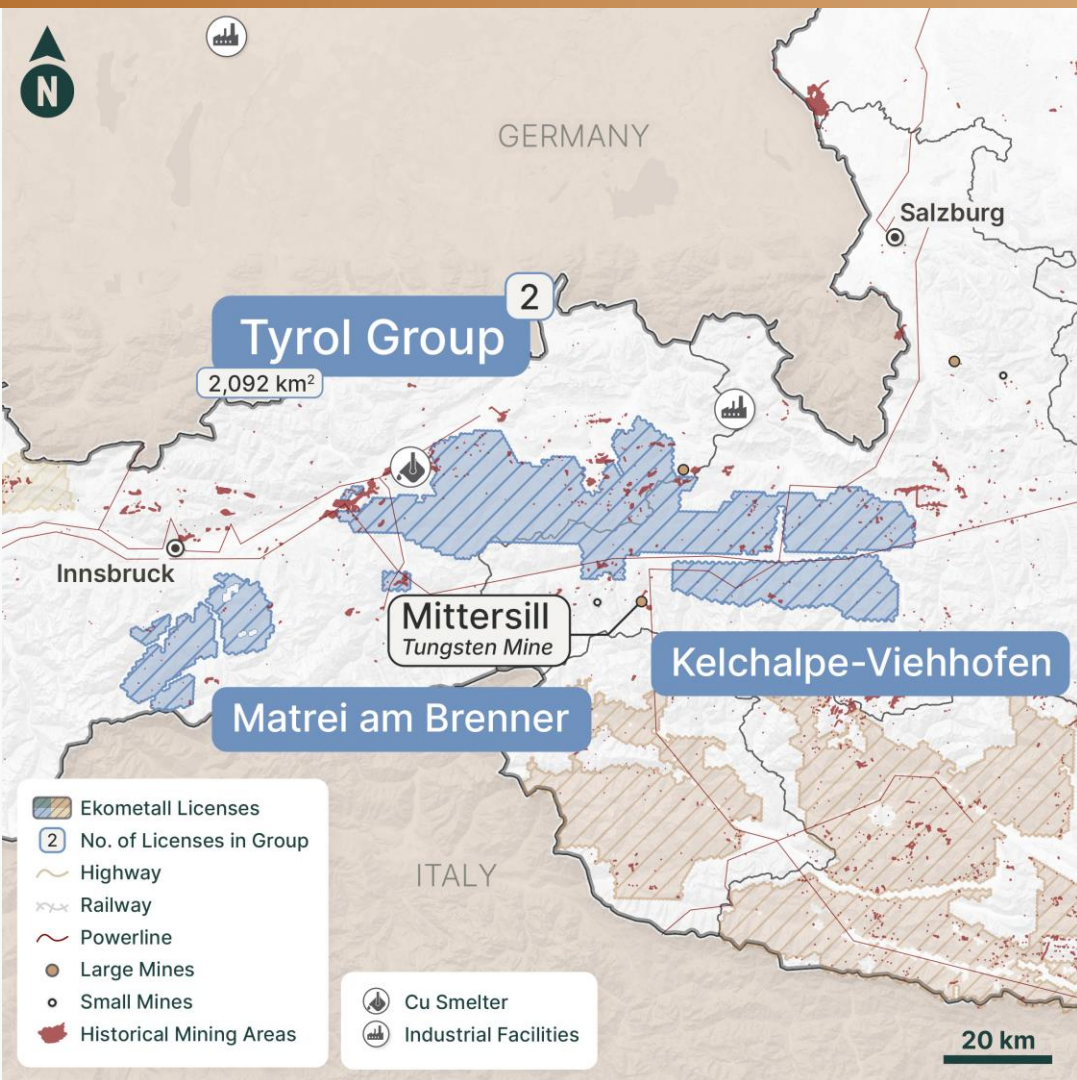 N
GERMANY
Salzburg
2
Tyrol Group
2,092 km²
Innsbruck
Mittersill
Tungsten Mine
Kelchalpe-Viehhofen
Matrei am Brenner
ITALY
Ekometall Licenses
2 No. of Licenses in Group
Highway
Railway
Powerline
Large Mines
Small Mines
Historical Mining Areas
Cu Smelter
Industrial Facilities
20 km